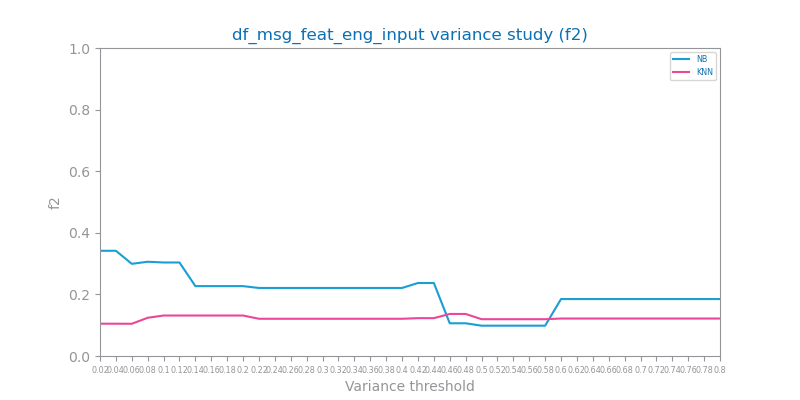 df_msg_feat_eng_input variance study (f2)
NB
KNN
1.0
0.8
0.6
0.4
0.2
0.0
f2
0.02 0.04 0.06 0.08 0.1 0.12 0.14 0.16 0.18 0.2 0.22 0.24 0.26 0.28 0.3 0.32 0.34 0.36 0.38 0.4 0.42 0.44 0.46 0.48 0.5 0.52 0.54 0.56 0.58 0.6 0.62 0.64 0.66 0.68 0.7 0.72 0.74 0.76 0.78 0.8
Variance threshold